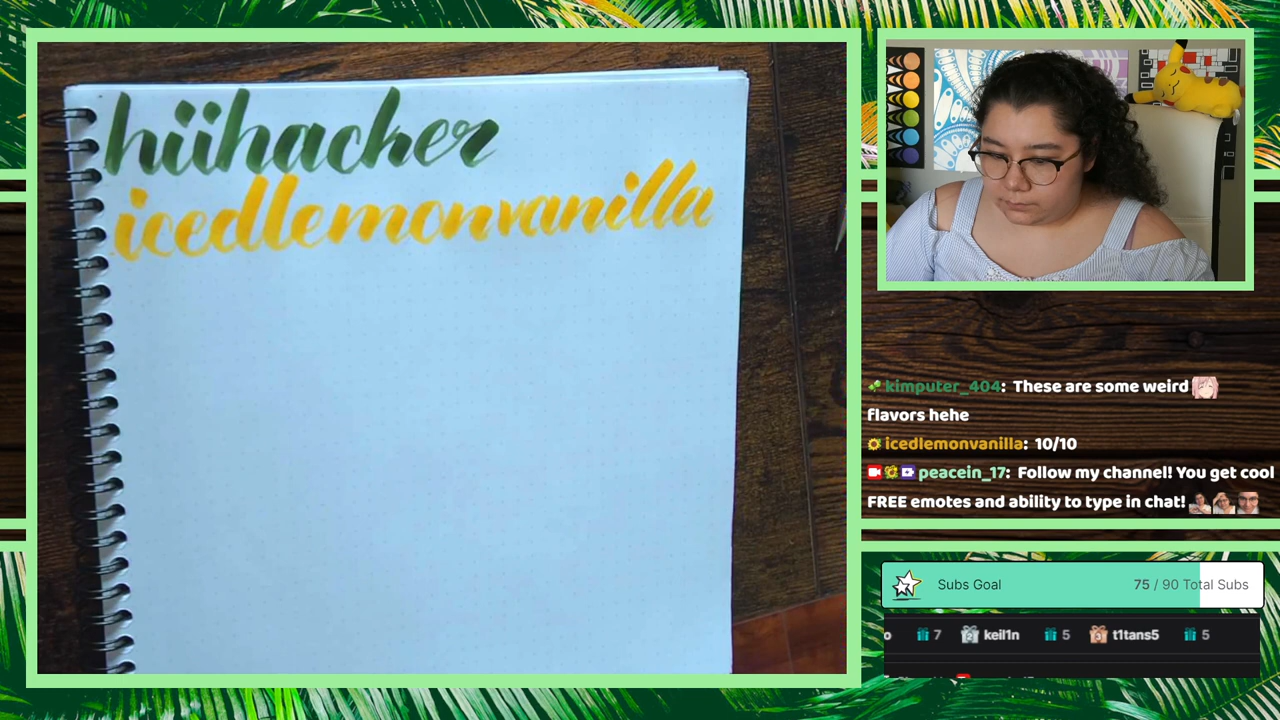 hiihacker
icedlemonvanilla
kimputer_404: These are some weird
flavors hehe
icedlemonvanilla: 10/10
peacein_17: Follow my channel! You get cool
FREE emotes and ability to type in chat!
Subs Goal 75 / 90 Total Subs
o 7 2 keil1n 5 3 t1tans5 5